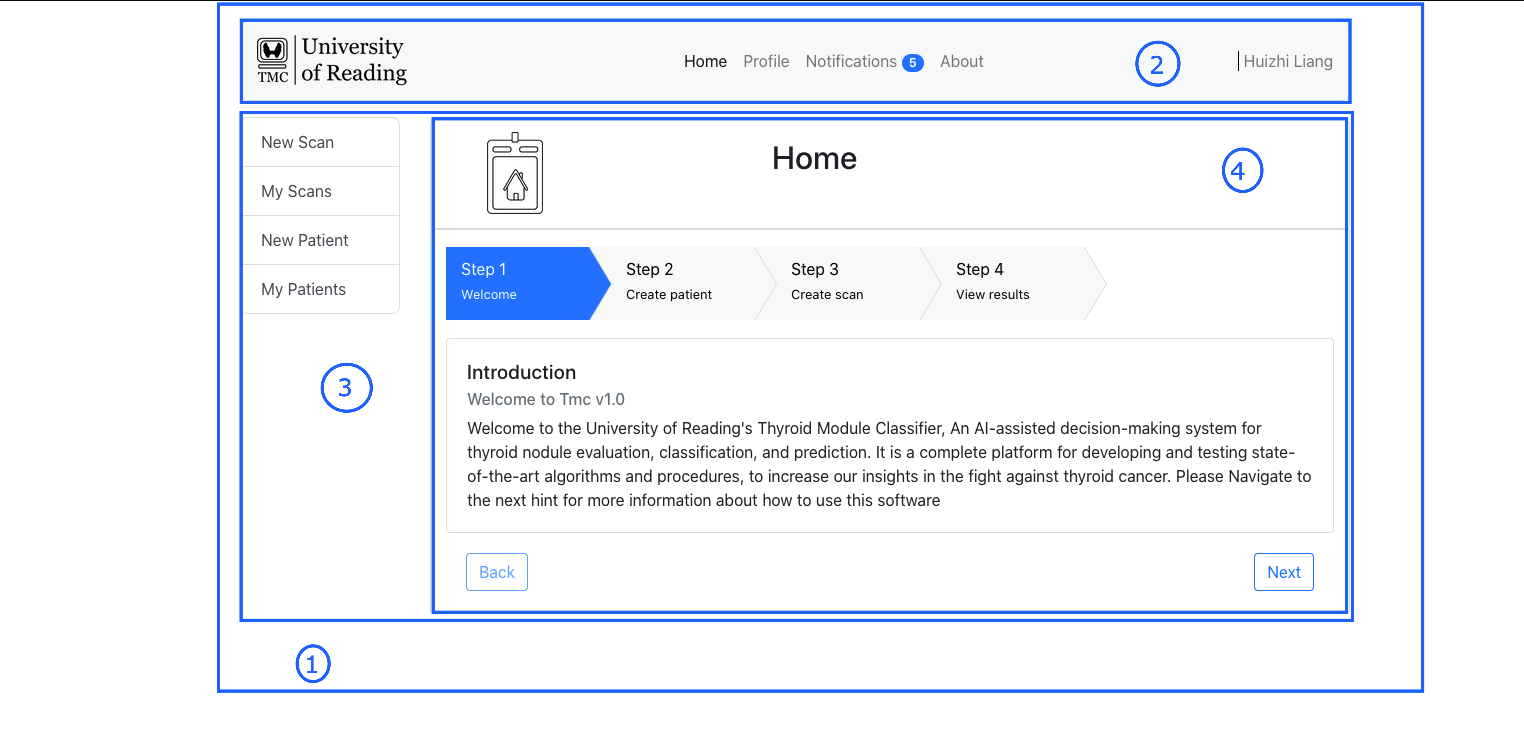 University
of Reading
TMC
Home Profile Notifications 5 About
2
Huizhi Liang
New Scan
My Scans
New Patient
My Patients
3
Home
4
Step 1
Welcome
Step 2
Create patient
Step 3
Create scan
Step 4
View results
Introduction
Welcome to Tmc v1.0
Welcome to the University of Reading's Thyroid Module Classifier, An AI-assisted decision-making system for
thyroid nodule evaluation, classification, and prediction. It is a complete platform for developing and testing state-
of-the-art algorithms and procedures, to increase our insights in the fight against thyroid cancer. Please Navigate to
the next hint for more information about how to use this software
Back
Next
1